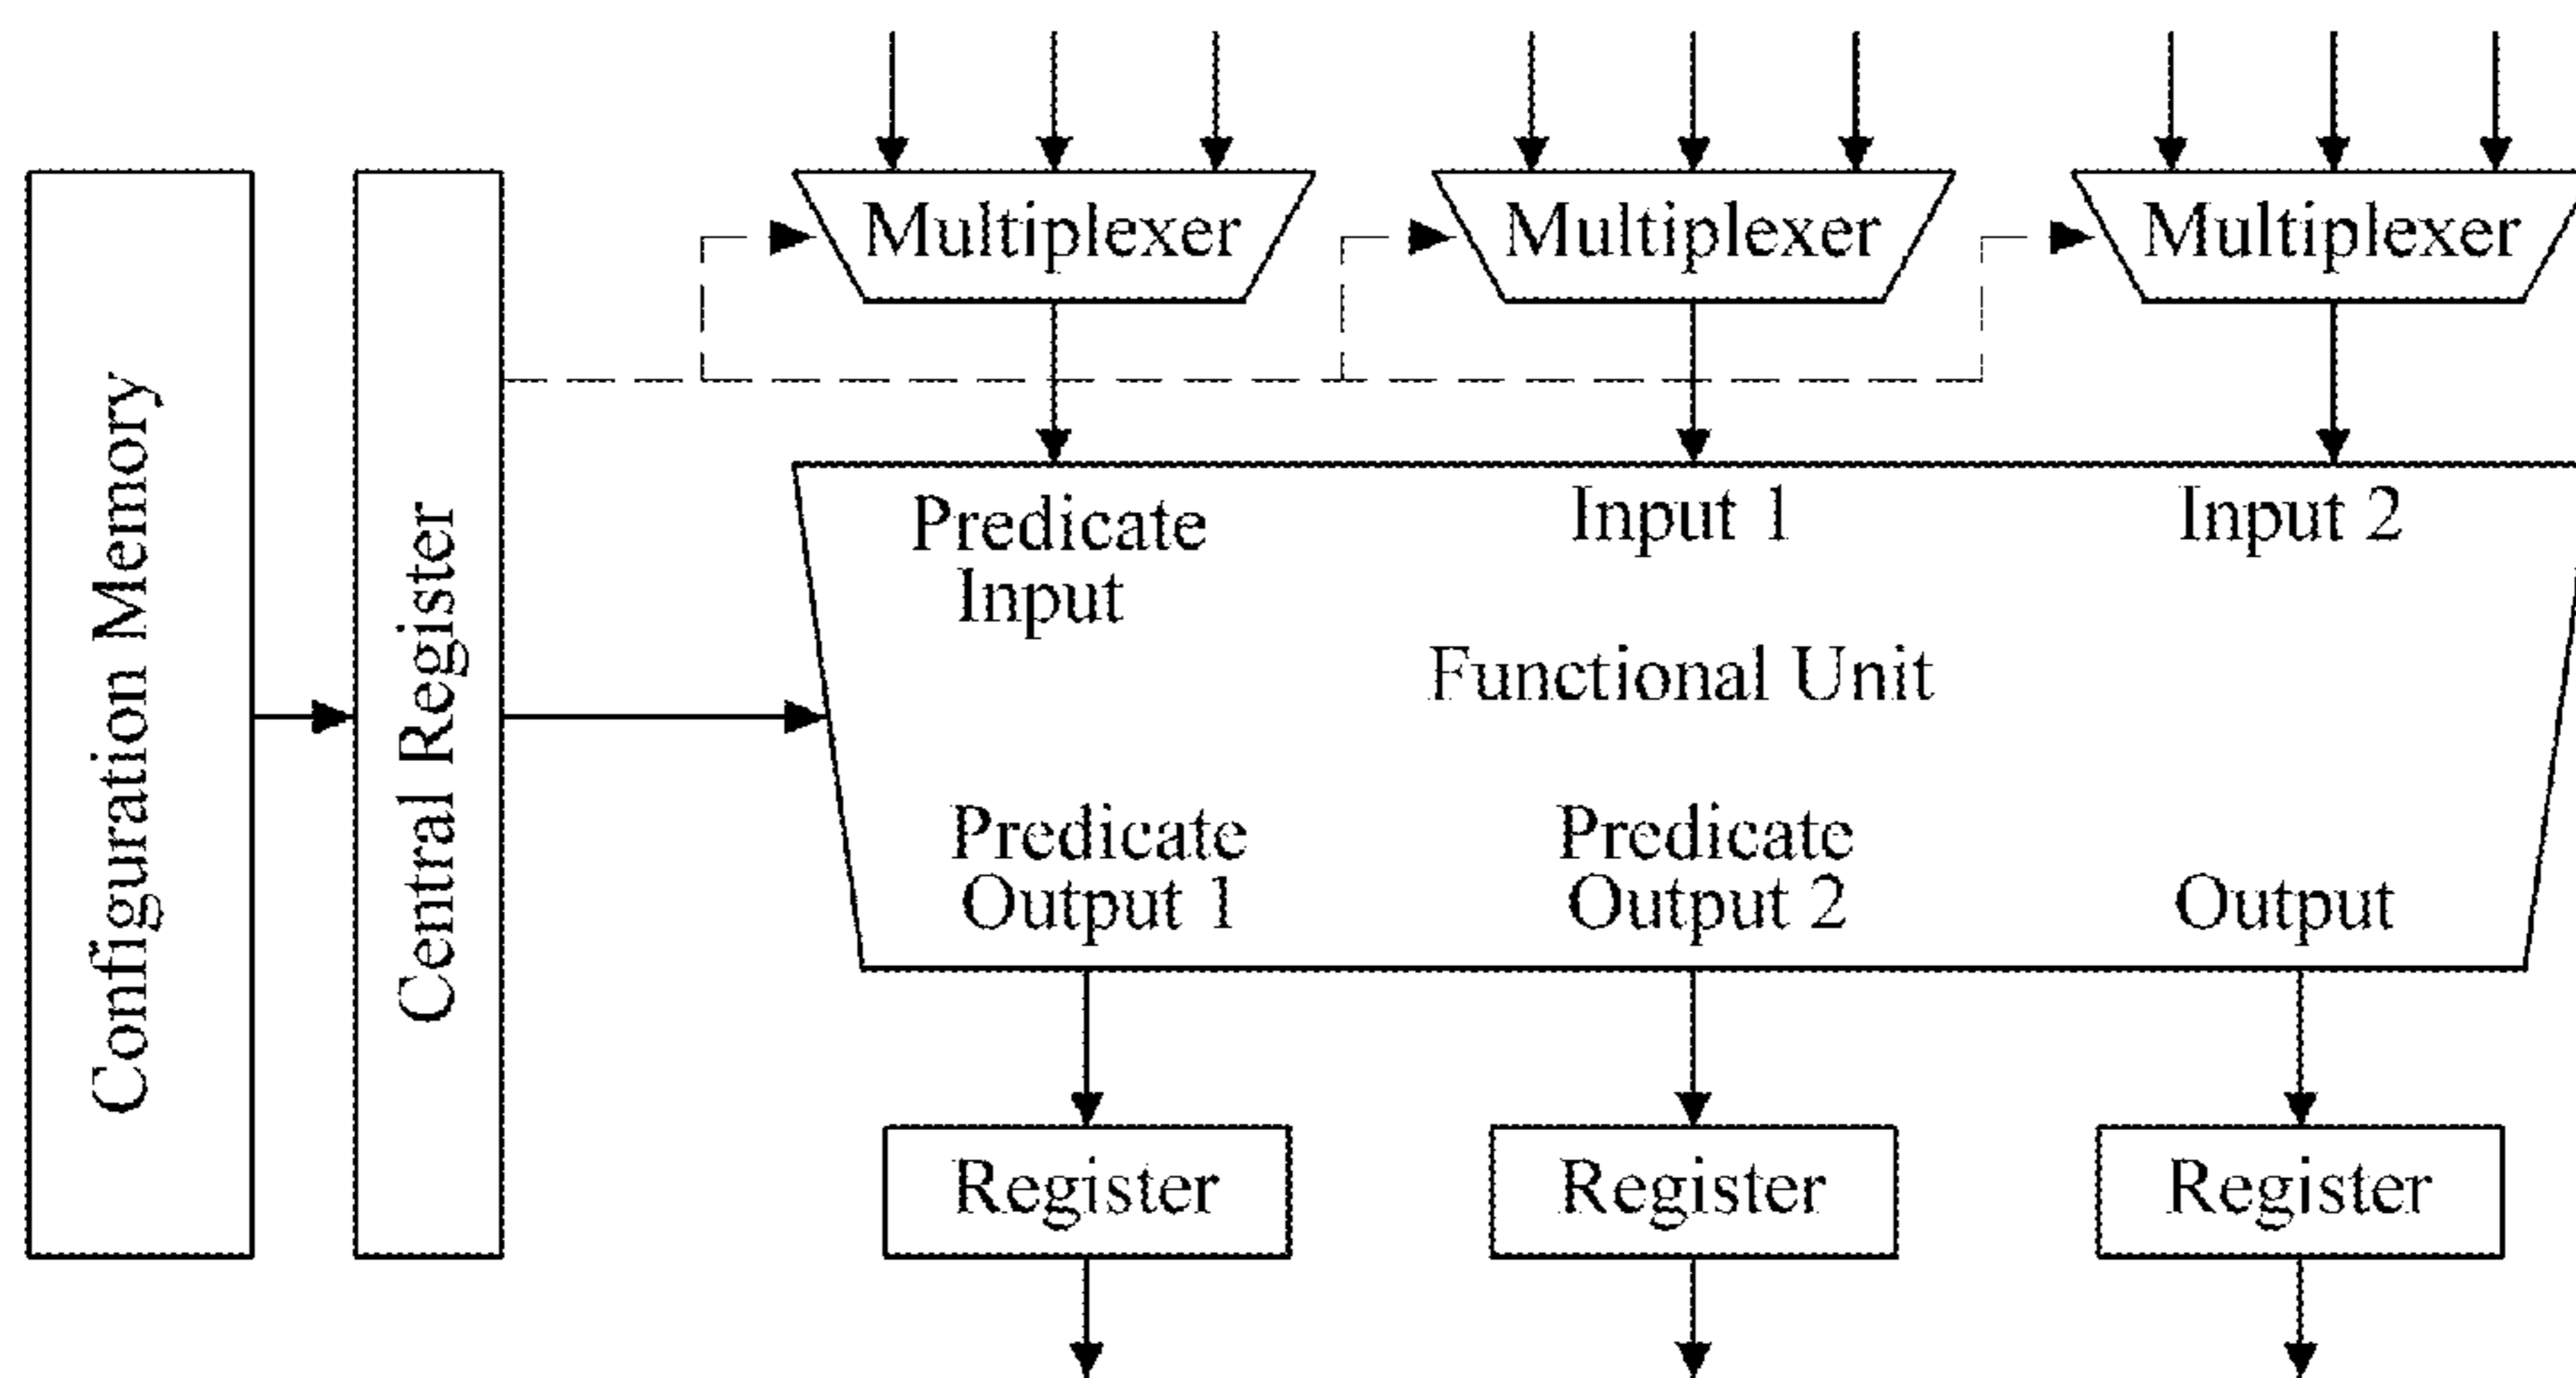 Multiplexer
Multiplexer
Multiplexer
Configuration Memory
Central Register
Predicate
Input
Input 1
Input 2
Functional Unit
Predicate
Output 1
Predicate
Output 2
Output
Register
Register
Register